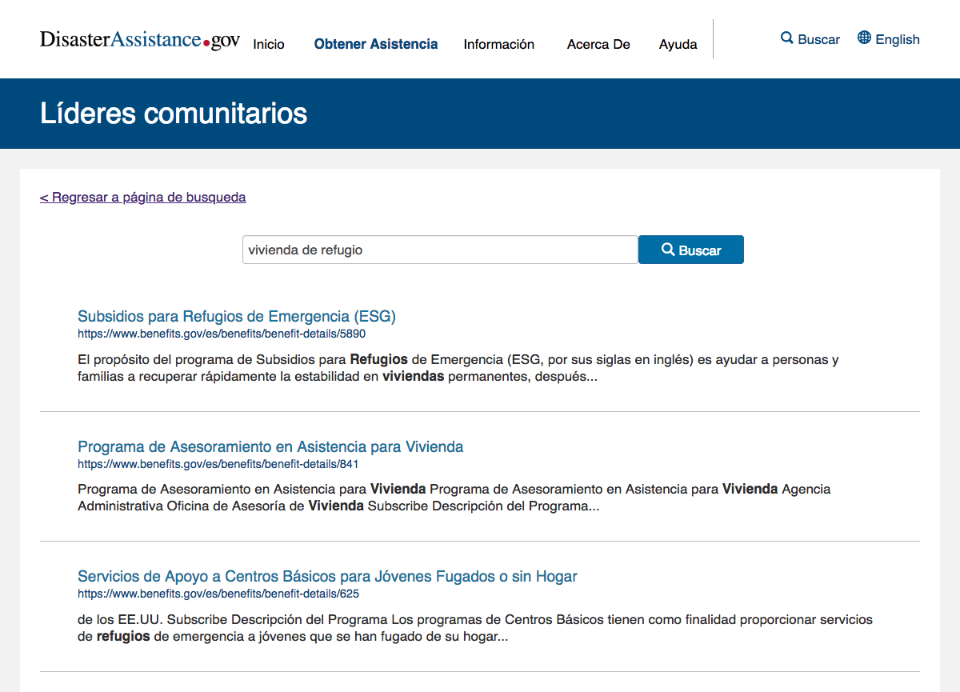 DisasterAssistance.gov Inicio Obtener Asistencia Información Acerca De Ayuda Buscar English
Líderes comunitarios
< Regresar a página de busqueda
vivienda de refugio Buscar
Subsidios para Refugios de Emergencia (ESG)
https://www.benefits.gov/es/benefits/benefit-details/5890
El propósito del programa de Subsidios para Refugios de Emergencia (ESG, por sus siglas en inglés) es ayudar a personas y
familias a recuperar rápidamente la estabilidad en viviendas permanentes, después...
Programa de Asesoramiento en Asistencia para Vivienda
https://www.benefits.gov/es/benefits/benefit-details/841
Programa de Asesoramiento en Asistencia para Vivienda Programa de Asesoramiento en Asistencia para Vivienda Agencia
Administrativa Oficina de Asesoría de Vivienda Subscribe Descripción del Programa...
Servicios de Apoyo a Centros Básicos para Jóvenes Fugados o sin Hogar
https://www.benefits.gov/es/benefits/benefit-details/625
de los EE.UU. Subscribe Descripción del Programa Los programas de Centros Básicos tienen como finalidad proporcionar servicios
de refugios de emergencia a jóvenes que se han fugado de su hogar...